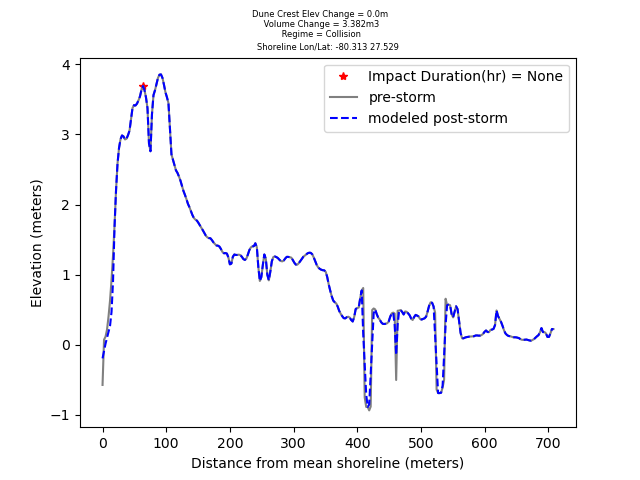 Dune Crest Elev Change = 0.0m
Volume Change = 3.382m3
Regime = Collision
Shoreline Lon/Lat: -80.313 27.529
Impact Duration(hr) = None
pre-storm
modeled post-storm
Elevation (meters)
4
3
2
1
0
−1
0 100 200 300 400 500 600 700
Distance from mean shoreline (meters)